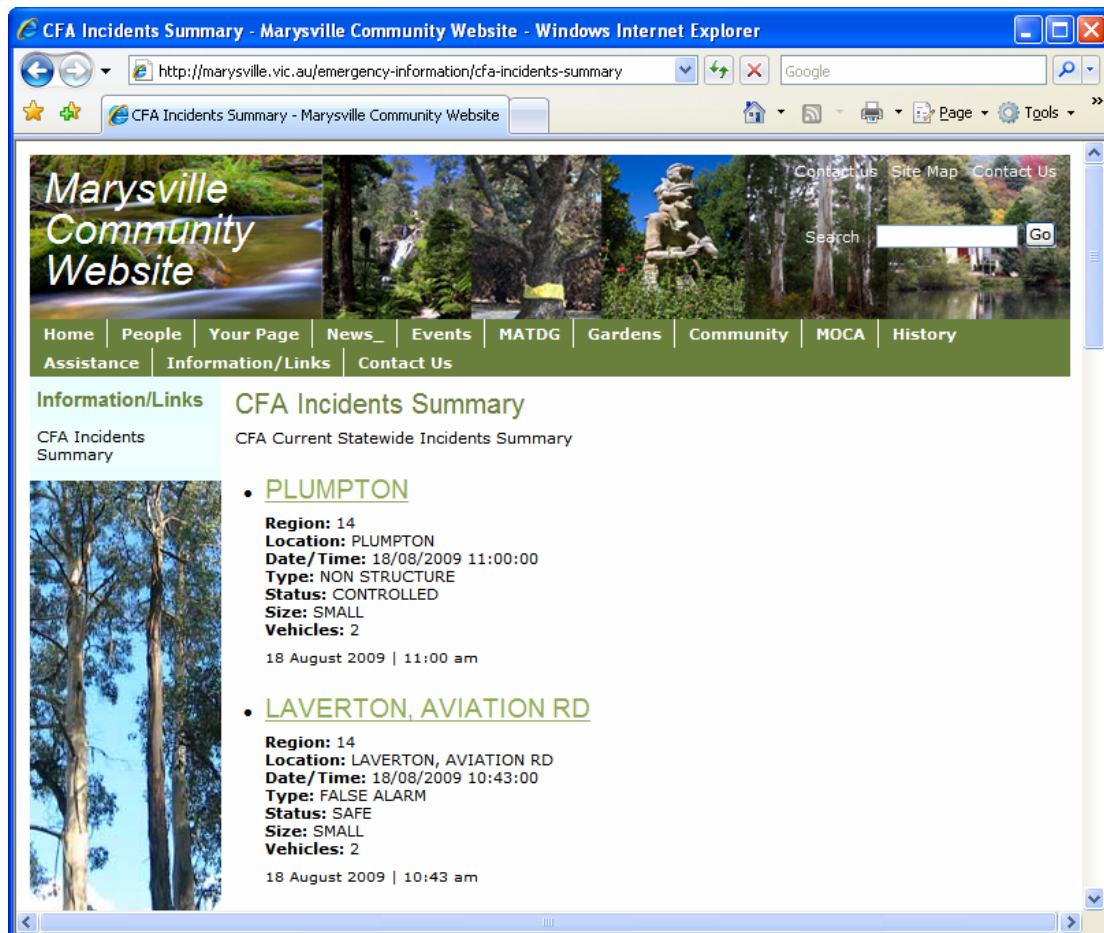 CFA Incidents Summary - Marysville Community Website - Windows Internet Explorer
http://marysville.vic.au/emergency-information/cfa-incidents-summary
Google
CFA Incidents Summary - Marysville Community Website
Page
Tools
»
Marysville
Community
Website
Contact us Site Map Contact Us
Search
Go
Home People Your Page News_ Events MATDG Gardens Community MOCA History
Assistance Information/Links Contact Us
Information/Links
CFA Incidents
Summary
CFA Incidents Summary
CFA Current Statewide Incidents Summary
• PLUMPTON
Region: 14
Location: PLUMPTON
Date/Time: 18/08/2009 11:00:00
Type: NON STRUCTURE
Status: CONTROLLED
Size: SMALL
Vehicles: 2
18 August 2009 | 11:00 am
• LAVERTON, AVIATION RD
Region: 14
Location: LAVERTON, AVIATION RD
Date/Time: 18/08/2009 10:43:00
Type: FALSE ALARM
Status: SAFE
Size: SMALL
Vehicles: 2
18 August 2009 | 10:43 am